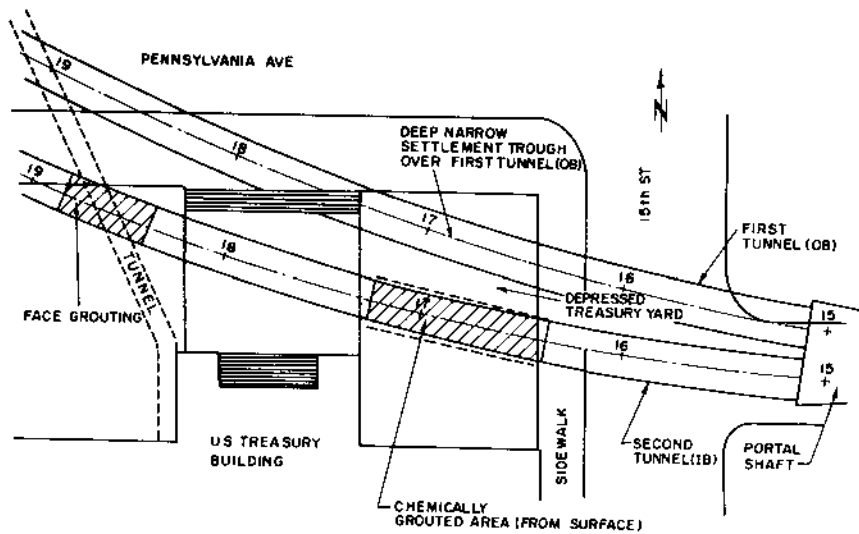 PENNSYLVANIA AVE
19
18
DEEP NARROW
SETTLEMENT TROUGH
OVER FIRST TUNNEL(OB)
N
15th ST
17
FIRST
TUNNEL(OB)
16
19
18
TUNNEL
FACE GROUTING
17
DEPRESSED
TREASURY YARD
15
16
15
US TREASURY
BUILDING
SIDEWALK
SECOND
TUNNEL(IB)
PORTAL
SHAFT
CHEMICALLY
GROUTED AREA (FROM SURFACE)